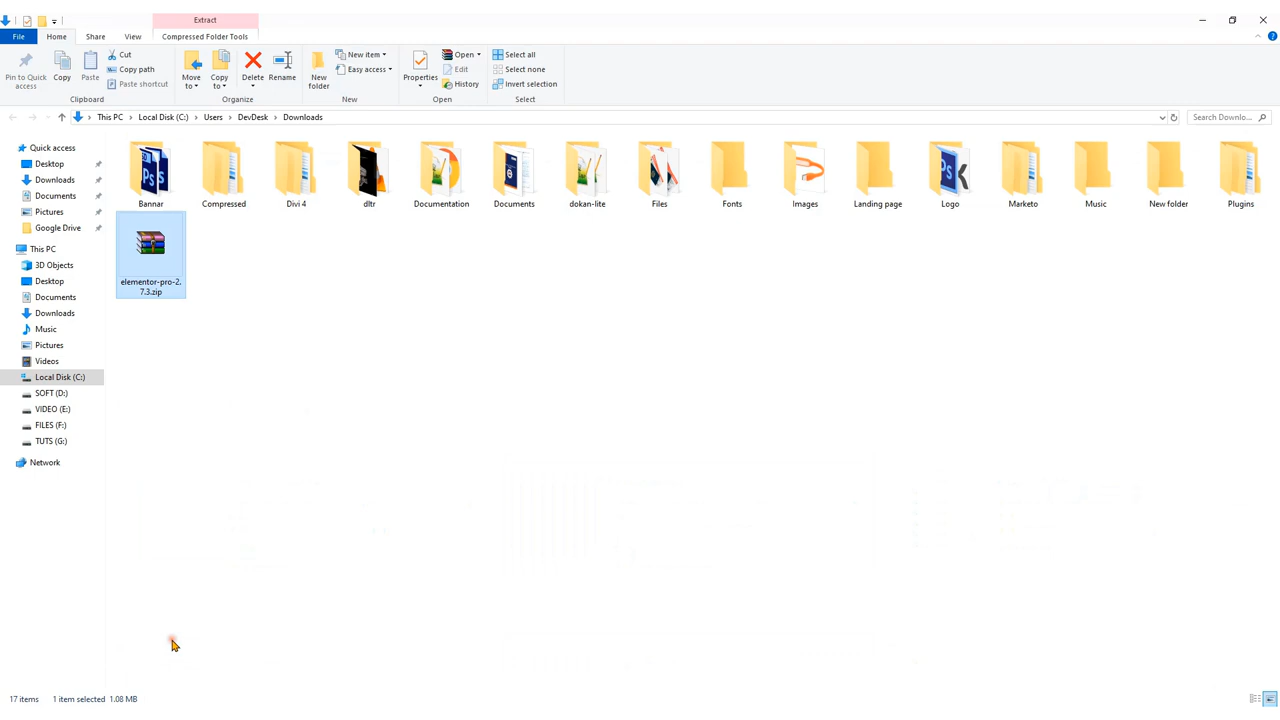 Extract
File
Home
Share
View
Compressed Folder Tools
Pin to Quick
access
Copy
Paste
Cut
Copy path
Paste shortcut
Clipboard
Move
to
Copy
to
Delete
Rename
Organize
New
folder
New item
Easy access
New
Properties
Open
Edit
History
Open
Select all
Select none
Invert selection
Select
This PC > Local Disk (C:) > Users > DevDesk > Downloads
Search Downlo...
Quick access
Desktop
Downloads
Documents
Pictures
Google Drive
This PC
3D Objects
Desktop
Documents
Downloads
Music
Pictures
Videos
Local Disk (C:)
SOFT (D:)
VIDEO (E:)
FILES (F:)
TUTS (G:)
Network
Bannar
Compressed
Divi 4
dltr
Documentation
Documents
dokan-lite
Files
Fonts
Images
Landing page
Logo
Marketo
Music
New folder
Plugins
elementor-pro-2.
7.3.zip
17 items
1 item selected 1.08 MB